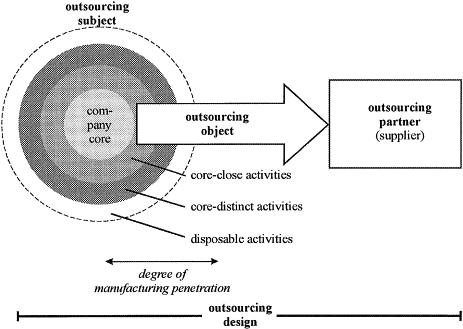 outsourcing
subject
com-
pany
core
outsourcing
object
outsourcing
partner
(supplier)
core-close activities
core-distinct activities
disposable activities
degree of
manufacturing penetration
outsourcing
design